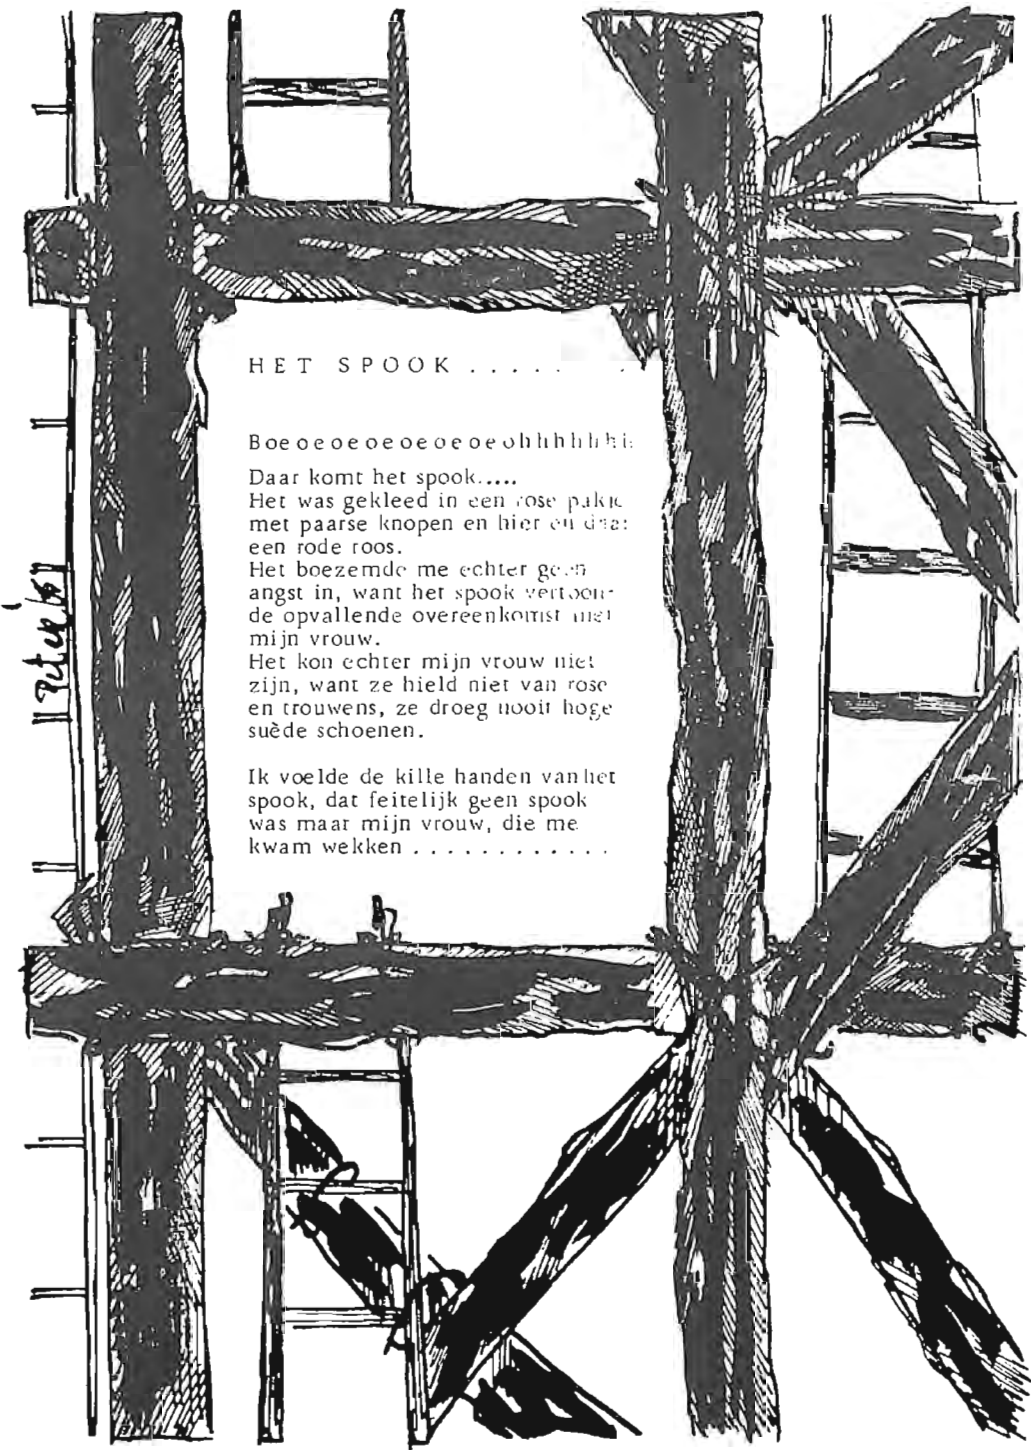 HET SPOOK . . . . . .
Boeoeoeoeoeoeoeohhhhhhh
Daar komt het spook.....
Het was gekleed in een rose pakje
met paarse knopen en hier en daar
een rode roos.
Het boezemde me echter geen
angst in, want het spook vertoon-
de opvallende overeenkomst met
mijn vrouw.
Het kon echter mijn vrouw niet
zijn, want ze hield niet van rose
en trouwens, ze droeg nooit hoge
suède schoenen.
Ik voelde de kille handen van het
spook, dat feitelijk geen spook
was maar mijn vrouw, die me
kwam wekken . . . . . . . . . . . .